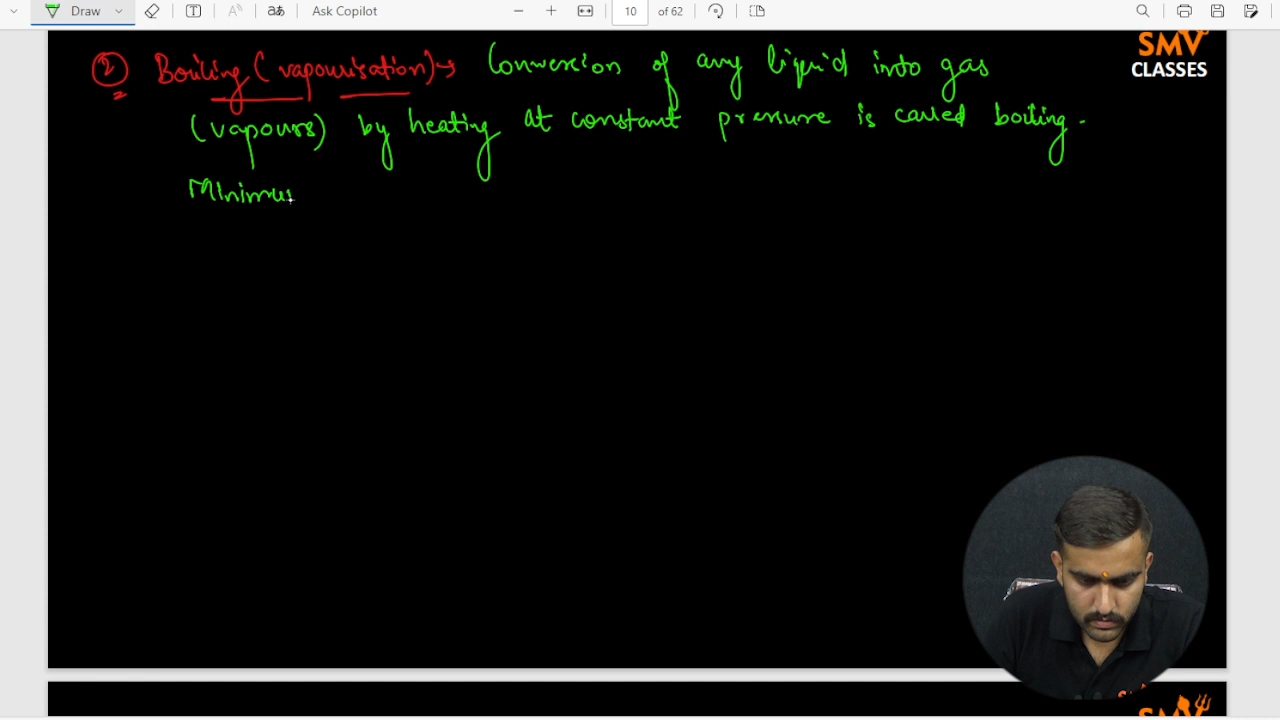 Draw
Ask Copilot
10 of 62
SMV
CLASSES
② Boiling (vapourisation) → Conversion of any liquid into gas
(vapours) by heating at constant pressure is called boiling.
Minimu
SMV